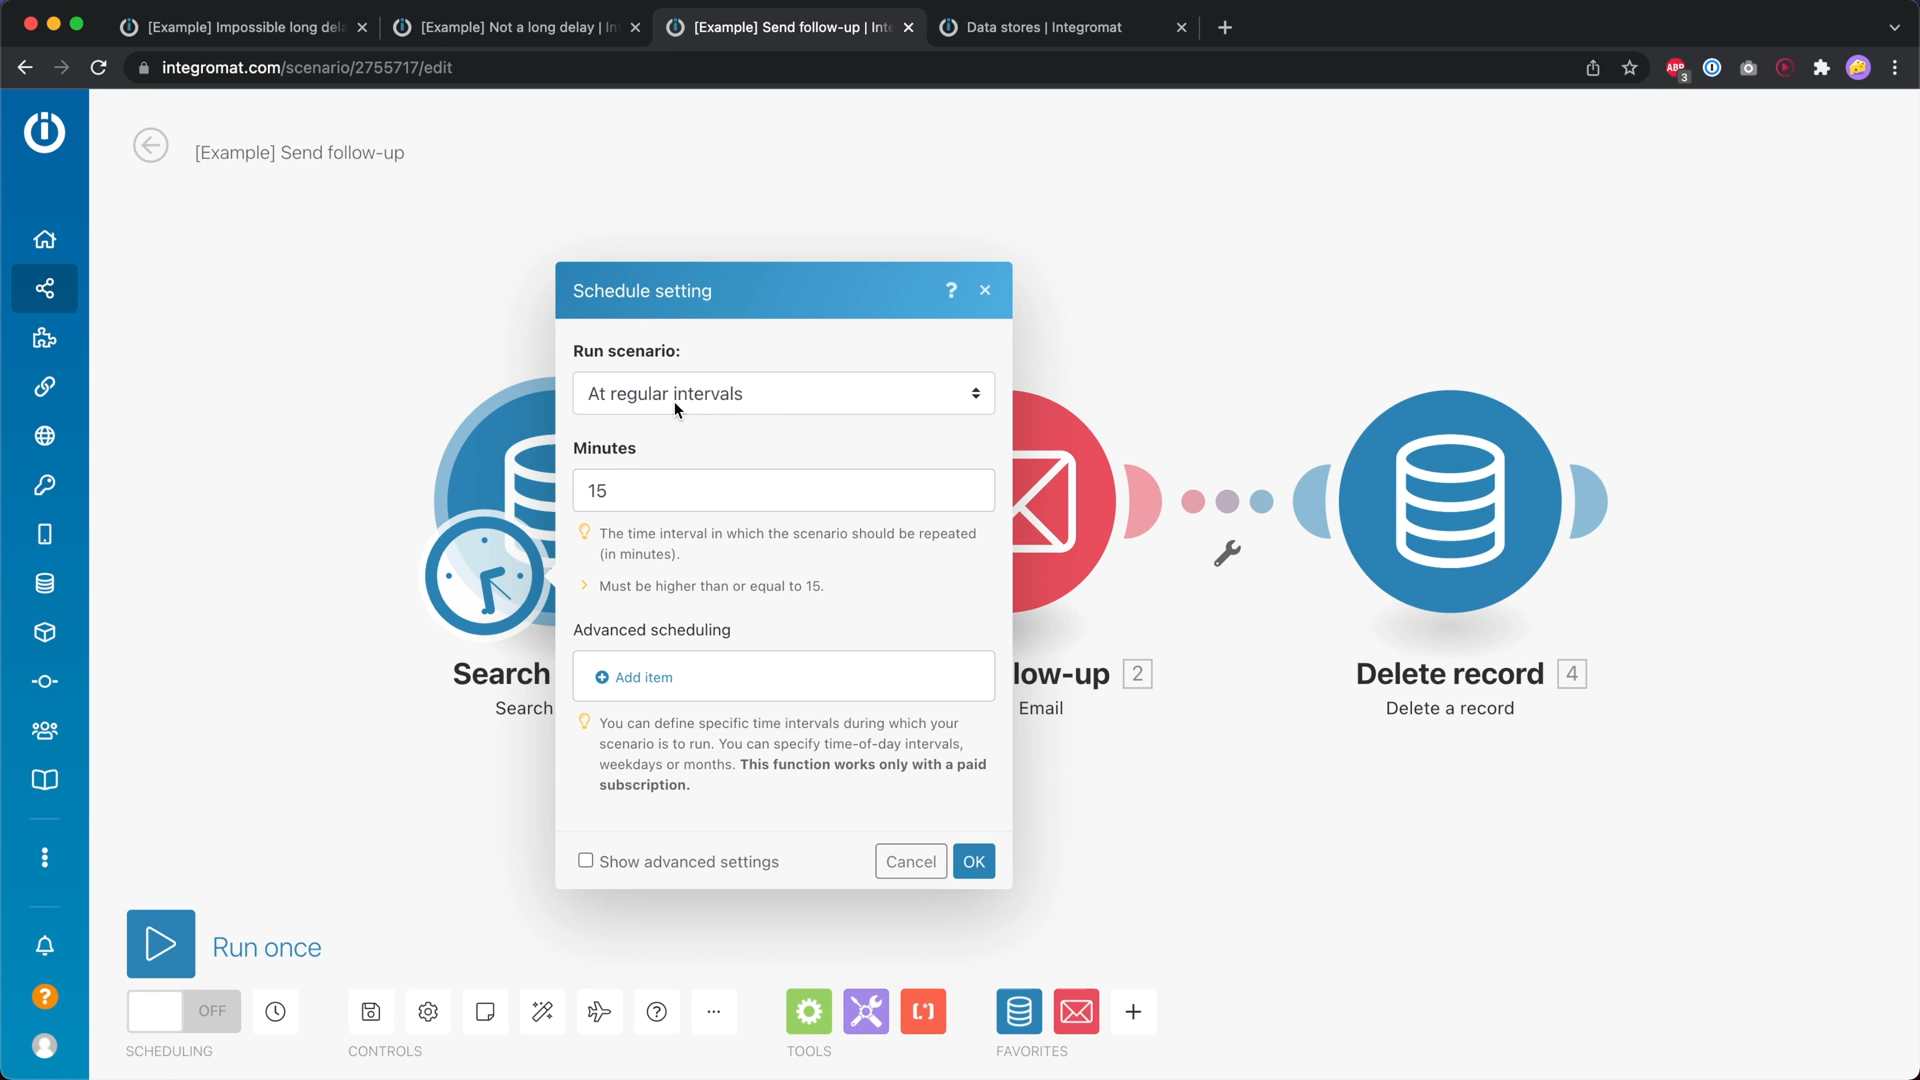 [Example] Impossible long del
[Example] Not a long delay | In
[Example] Send follow-up | Inte
Data stores | Integromat
integromat.com/scenario/2755717/edit
ABP
3
[Example] Send follow-up
Schedule setting
?
Run scenario:
At regular intervals
Minutes
15
The time interval in which the scenario should be repeated
(in minutes).
Must be higher than or equal to 15.
Advanced scheduling
Add item
You can define specific time intervals during which your
scenario is to run. You can specify time-of-day intervals,
weekdays or months. This function works only with a paid
subscription.
Show advanced settings
Cancel
OK
Search
Search
low-up 2
Email
Delete record 4
Delete a record
Run once
OFF
SCHEDULING
CONTROLS
TOOLS
FAVORITES